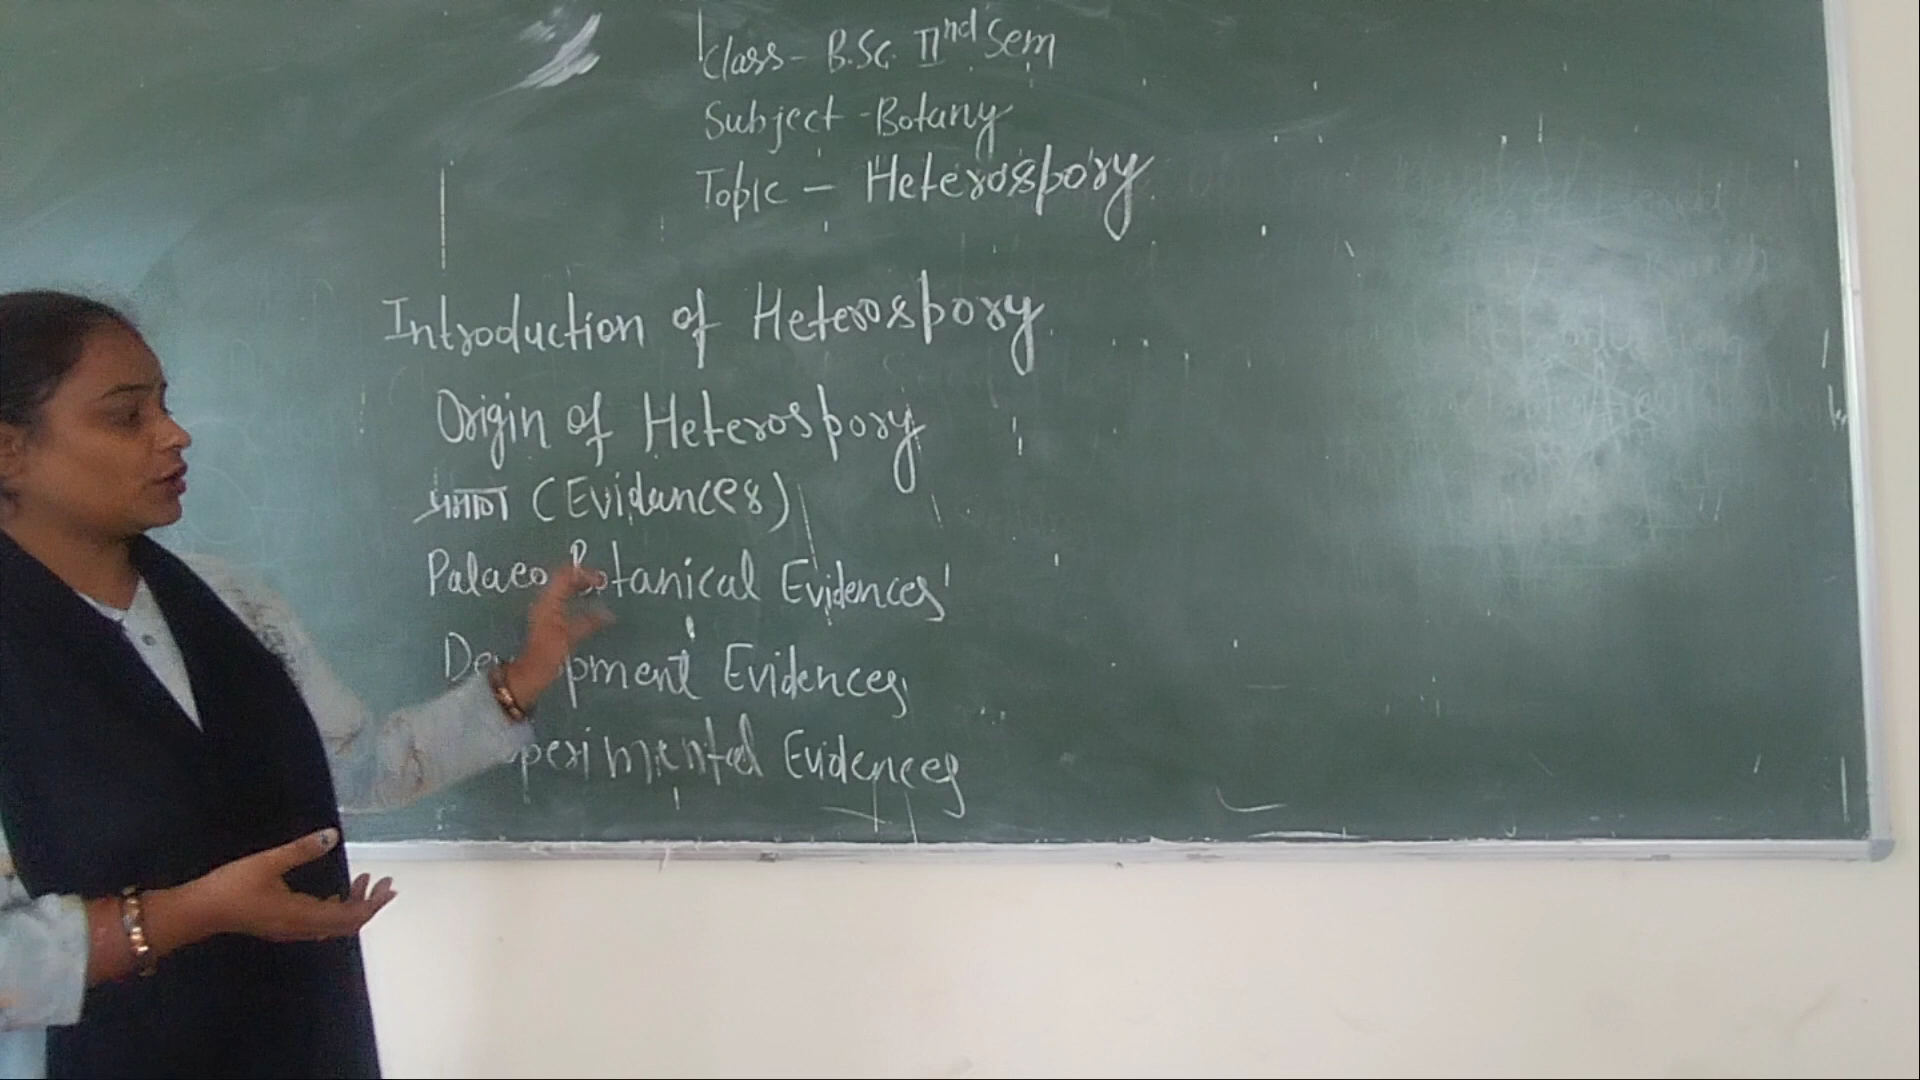 Class - B.Sc. IInd Sem
Subject - Botany
Topic - Heterospory
Introduction of Heterospory
Origin of Heterospory
प्रमाण (Evidances)
Palaeo Botanical Evidences
Evidences
Evidences